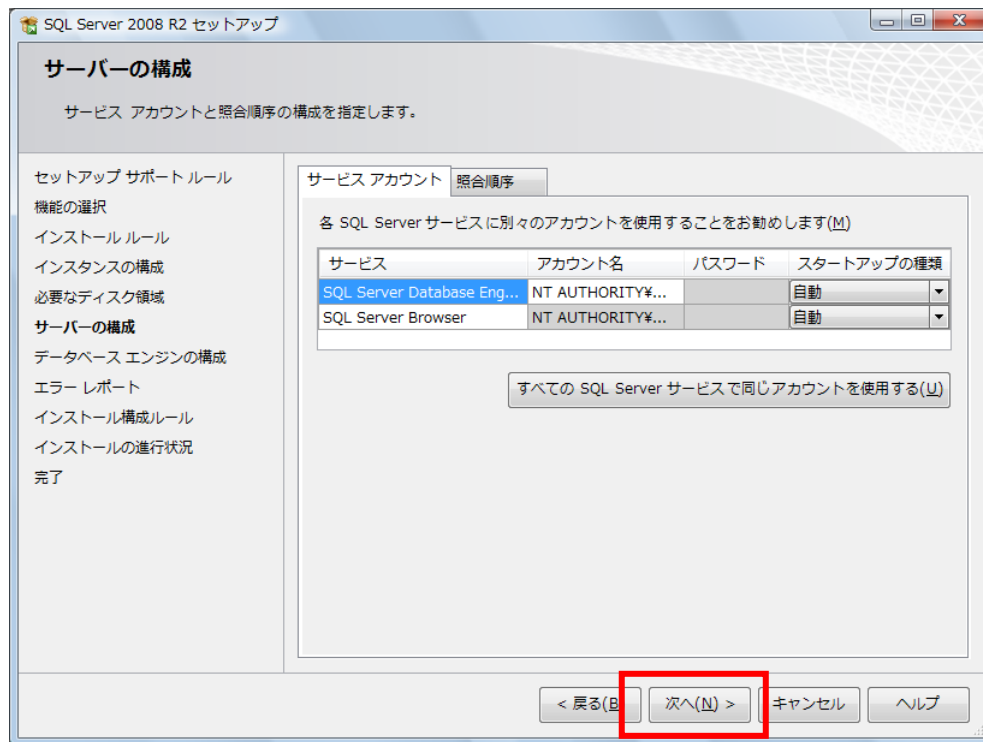 SQL Server 2008 R2 セットアップ
サーバーの構成
サービス アカウントと照合順序の構成を指定します。
セットアップ サポート ルール
機能の選択
インストール ルール
インスタンスの構成
必要なディスク領域
サーバーの構成
データベース エンジンの構成
エラー レポート
インストール構成ルール
インストールの進行状況
完了
サービス アカウント 照合順序
各 SQL Server サービスに別々のアカウントを使用することをお勧めします(M)
サービス アカウント名 パスワード スタートアップの種類
SQL Server Database Eng... NT AUTHORITY¥... 自動
SQL Server Browser NT AUTHORITY¥... 自動
すべての SQL Server サービスで同じアカウントを使用する(U)
< 戻る(B 次へ(N) > キャンセル ヘルプ